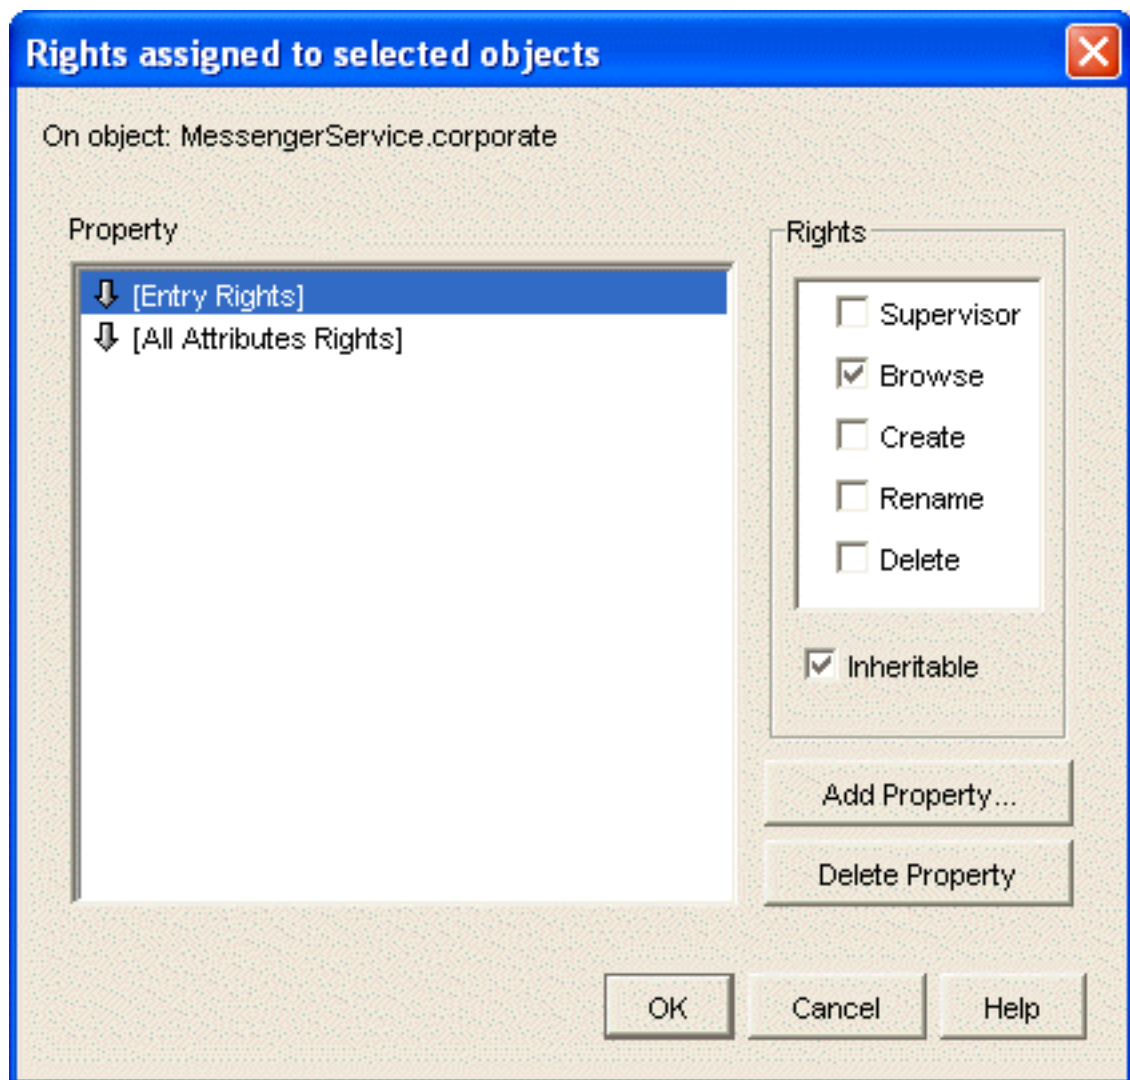 Rights assigned to selected objects
On object: MessengerService.corporate
Property
[Entry Rights]
[All Attributes Rights]
Rights
Supervisor
Browse
Create
Rename
Delete
Inheritable
Add Property...
Delete Property
OK
Cancel
Help